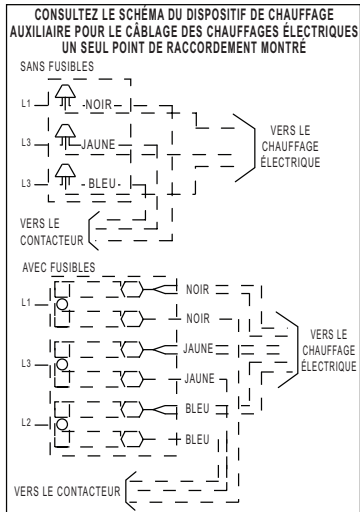 CONSULTEZ LE SCHÉMA DU DISPOSITIF DE CHAUFFAGE
AUXILIAIRE POUR LE CÂBLAGE DES CHAUFFAGES ÉLECTRIQUES
UN SEUL POINT DE RACCORDEMENT MONTRÉ
SANS FUSIBLES
L1
NOIR
L3
JAUNE
L3
BLEU
VERS LE
CHAUFFAGE
ÉLECTRIQUE
VERS LE
CONTACTEUR
AVEC FUSIBLES
L1
NOIR
NOIR
L3
JAUNE
JAUNE
L2
BLEU
BLEU
VERS LE
CHAUFFAGE
ÉLECTRIQUE
VERS LE CONTACTEUR